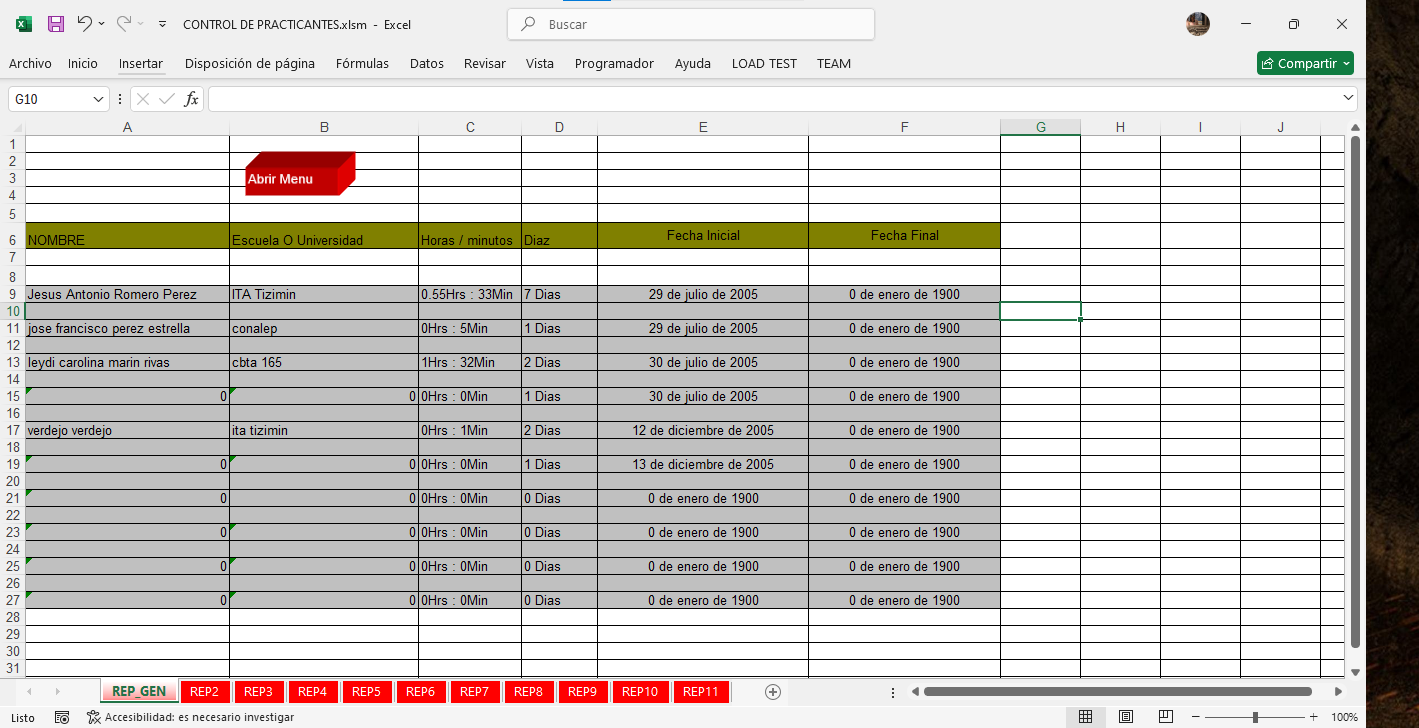 CONTROL DE PRACTICANTES.xlsm - Excel
Buscar
Archivo Inicio Insertar Disposición de página Fórmulas Datos Revisar Vista Programador Ayuda LOAD TEST TEAM Compartir
G10 fx
A B C D E F G H I J
1
2
3 Abrir Menu
4
5
6 NOMBRE Escuela O Universidad Horas / minutos Diaz Fecha Inicial Fecha Final
7
8
9 Jesus Antonio Romero Perez ITA Tizimin 0.55Hrs : 33Min 7 Dias 29 de julio de 2005 0 de enero de 1900
10
11 jose francisco perez estrella conalep 0Hrs : 5Min 1 Dias 29 de julio de 2005 0 de enero de 1900
12
13 leydi carolina marin rivas cbta 165 1Hrs : 32Min 2 Dias 30 de julio de 2005 0 de enero de 1900
14
15 0 0 0Hrs : 0Min 1 Dias 30 de julio de 2005 0 de enero de 1900
16
17 verdejo verdejo ita tizimin 0Hrs : 1Min 2 Dias 12 de diciembre de 2005 0 de enero de 1900
18
19 0 0 0Hrs : 0Min 1 Dias 13 de diciembre de 2005 0 de enero de 1900
20
21 0 0 0Hrs : 0Min 0 Dias 0 de enero de 1900 0 de enero de 1900
22
23 0 0 0Hrs : 0Min 0 Dias 0 de enero de 1900 0 de enero de 1900
24
25 0 0 0Hrs : 0Min 0 Dias 0 de enero de 1900 0 de enero de 1900
26
27 0 0 0Hrs : 0Min 0 Dias 0 de enero de 1900 0 de enero de 1900
28
29
30
31
REP_GEN REP2 REP3 REP4 REP5 REP6 REP7 REP8 REP9 REP10 REP11
Listo Accesibilidad: es necesario investigar 100%